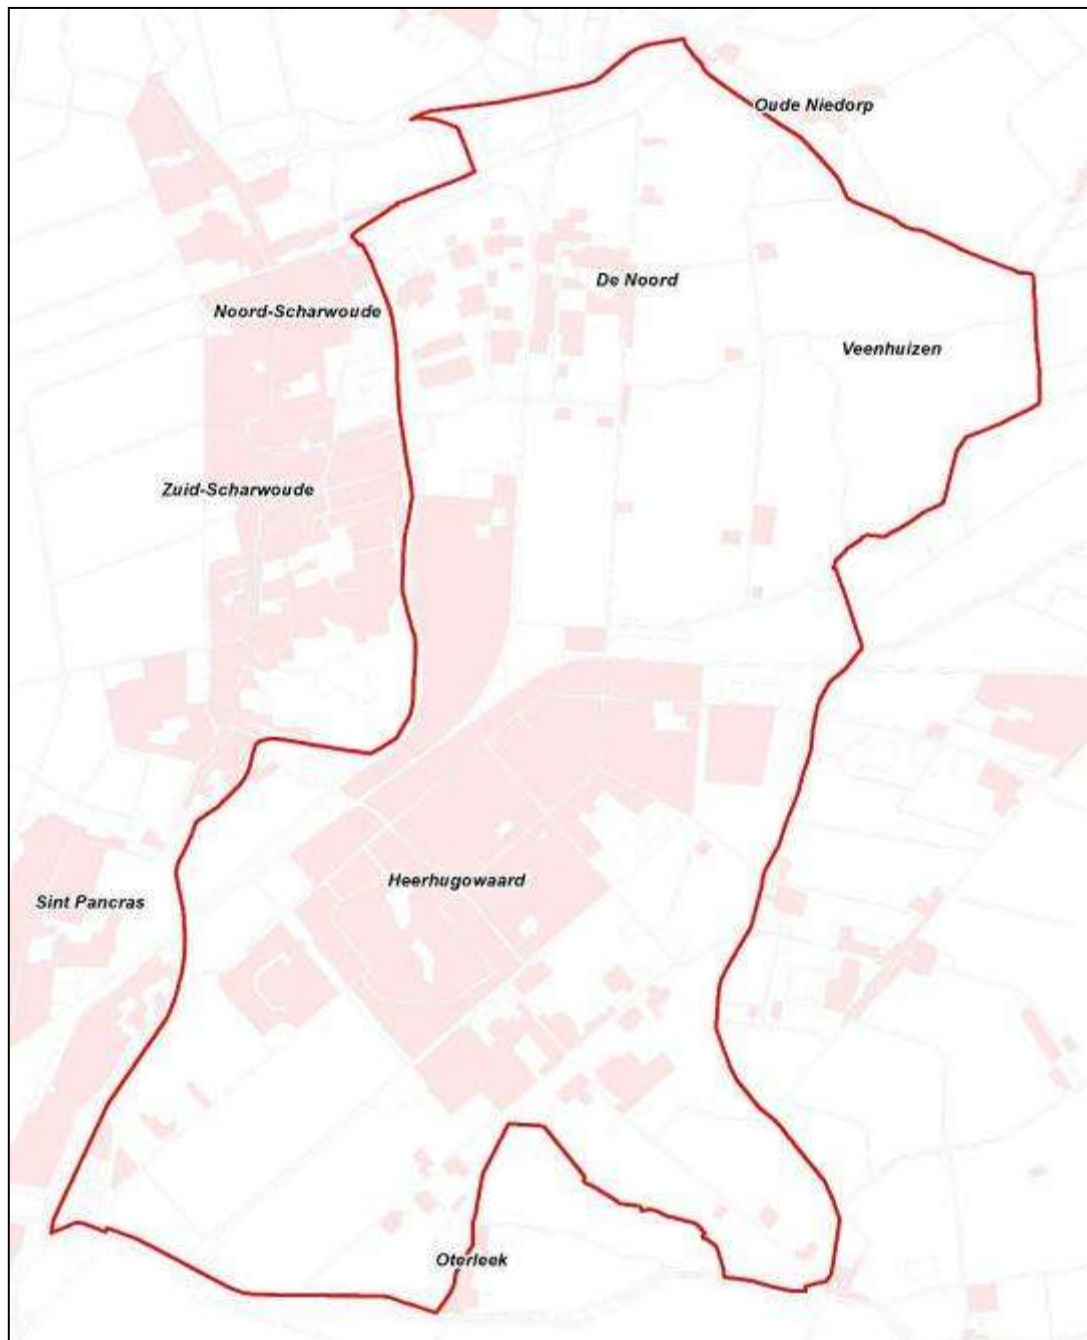 Oude Niedorp
De Noord
Noord-Scharwoude
Veenhuizen
Zuid-Scharwoude
Heerhugowaard
Sint Pancras
Oterleek